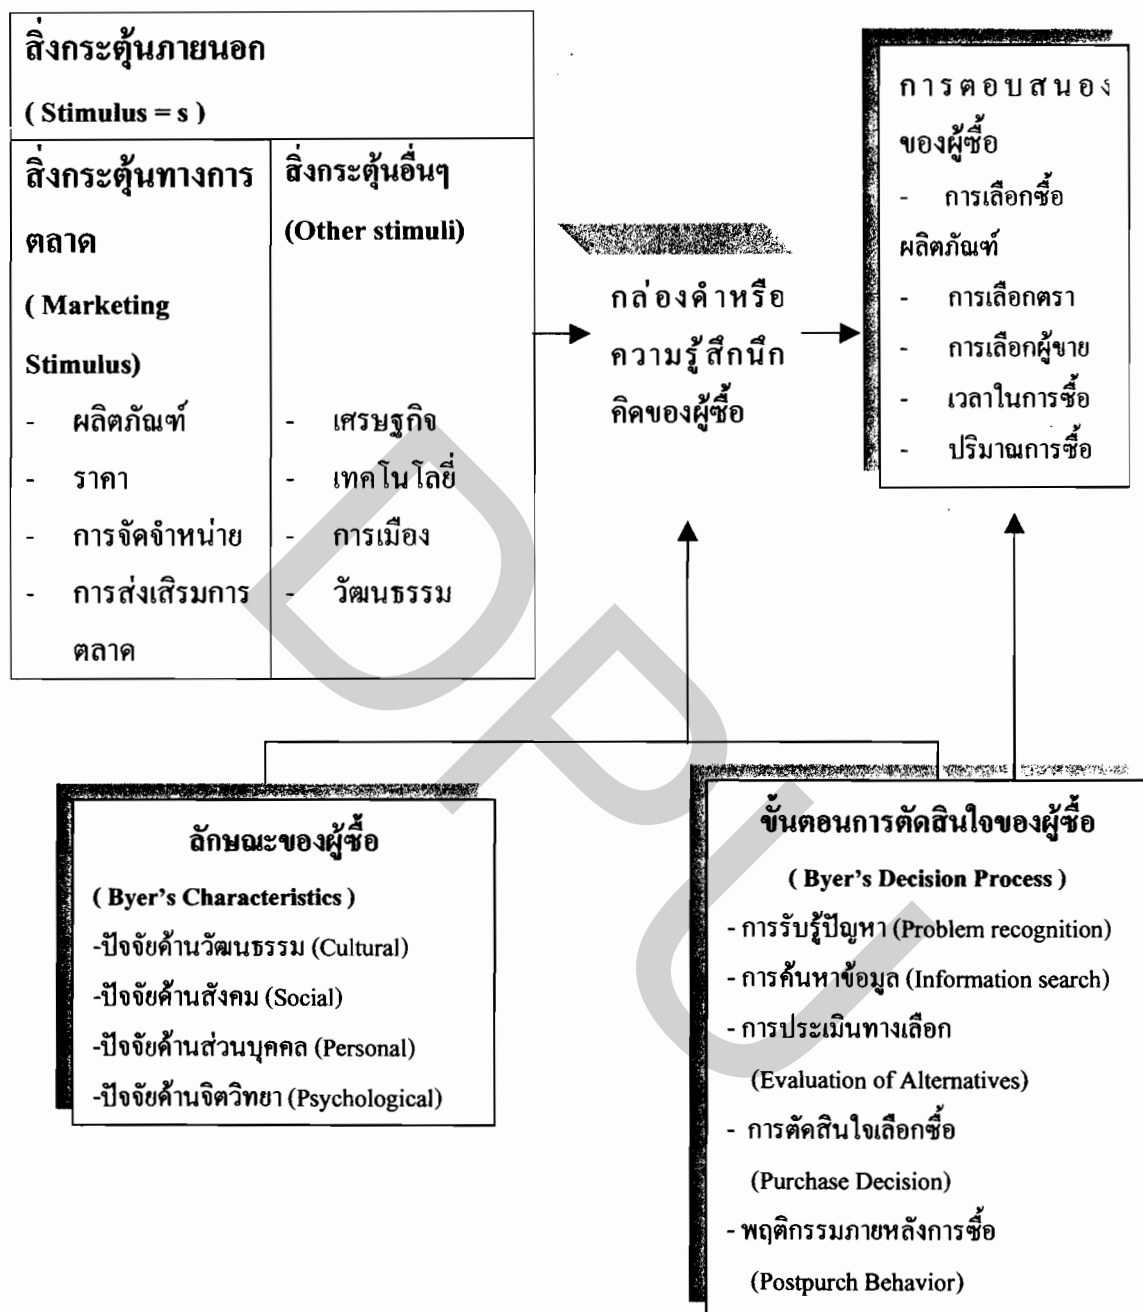 สิ่งกระตุ้นภายนอก
( Stimulus = s )
สิ่งกระตุ้นทางการ
ตลาด
( Marketing
Stimulus)
- ผลิตภัณฑ์
- ราคา
- การจัดจำหน่าย
- การส่งเสริมการ
ตลาด
สิ่งกระตุ้นอื่นๆ
(Other stimuli)
- เศรษฐกิจ
- เทคโนโลยี่
- การเมือง
- วัฒนธรรม
กล่องดำหรือ
ความรู้สึกนึก
คิดของผู้ซื้อ
การตอบสนอง
ของผู้ซื้อ
- การเลือกซื้อ
ผลิตภัณฑ์
- การเลือกตรา
- การเลือกผู้ขาย
- เวลาในการซื้อ
- ปริมาณการซื้อ
ลักษณะของผู้ซื้อ
( Byer's Characteristics )
-ปัจจัยด้านวัฒนธรรม (Cultural)
-ปัจจัยด้านสังคม (Social)
-ปัจจัยด้านส่วนบุคคล (Personal)
-ปัจจัยด้านจิตวิทยา (Psychological)
ขั้นตอนการตัดสินใจของผู้ซื้อ
( Byer's Decision Process )
- การรับรู้ปัญหา (Problem recognition)
- การค้นหาข้อมูล (Information search)
- การประเมินทางเลือก
(Evaluation of Alternatives)
- การตัดสินใจเลือกซื้อ
(Purchase Decision)
- พฤติกรรมภายหลังการซื้อ
(Postpurch Behavior)
DPU